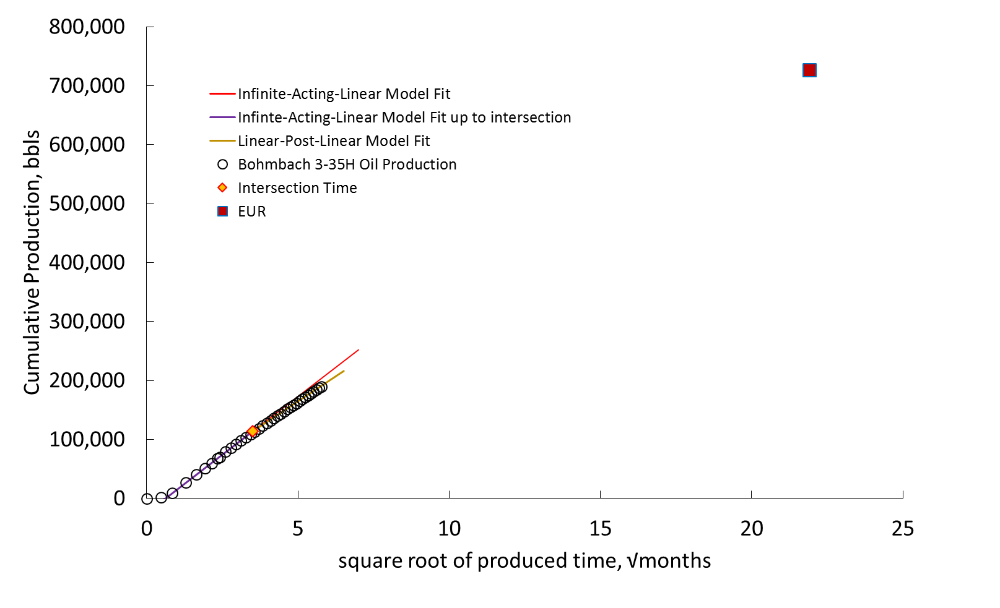 800,000
700,000
600,000
500,000
400,000
300,000
200,000
100,000
0
Cumulative Production, bbls
Infinite-Acting-Linear Model Fit
Infinte-Acting-Linear Model Fit up to intersection
Linear-Post-Linear Model Fit
Bohmbach 3-35H Oil Production
Intersection Time
EUR
0 5 10 15 20 25
square root of produced time, √months